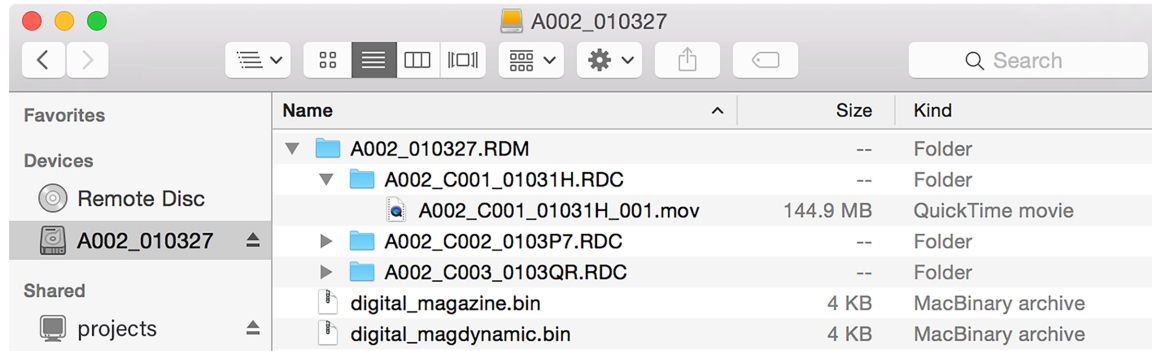 A002_010327
Search
Favorites
Devices
Remote Disc
A002_010327
Shared
projects
Name Size Kind
A002_010327.RDM -- Folder
A002_C001_01031H.RDC -- Folder
A002_C001_01031H_001.mov 144.9 MB QuickTime movie
A002_C002_0103P7.RDC -- Folder
A002_C003_0103QR.RDC -- Folder
digital_magazine.bin 4 KB MacBinary archive
digital_magdynamic.bin 4 KB MacBinary archive